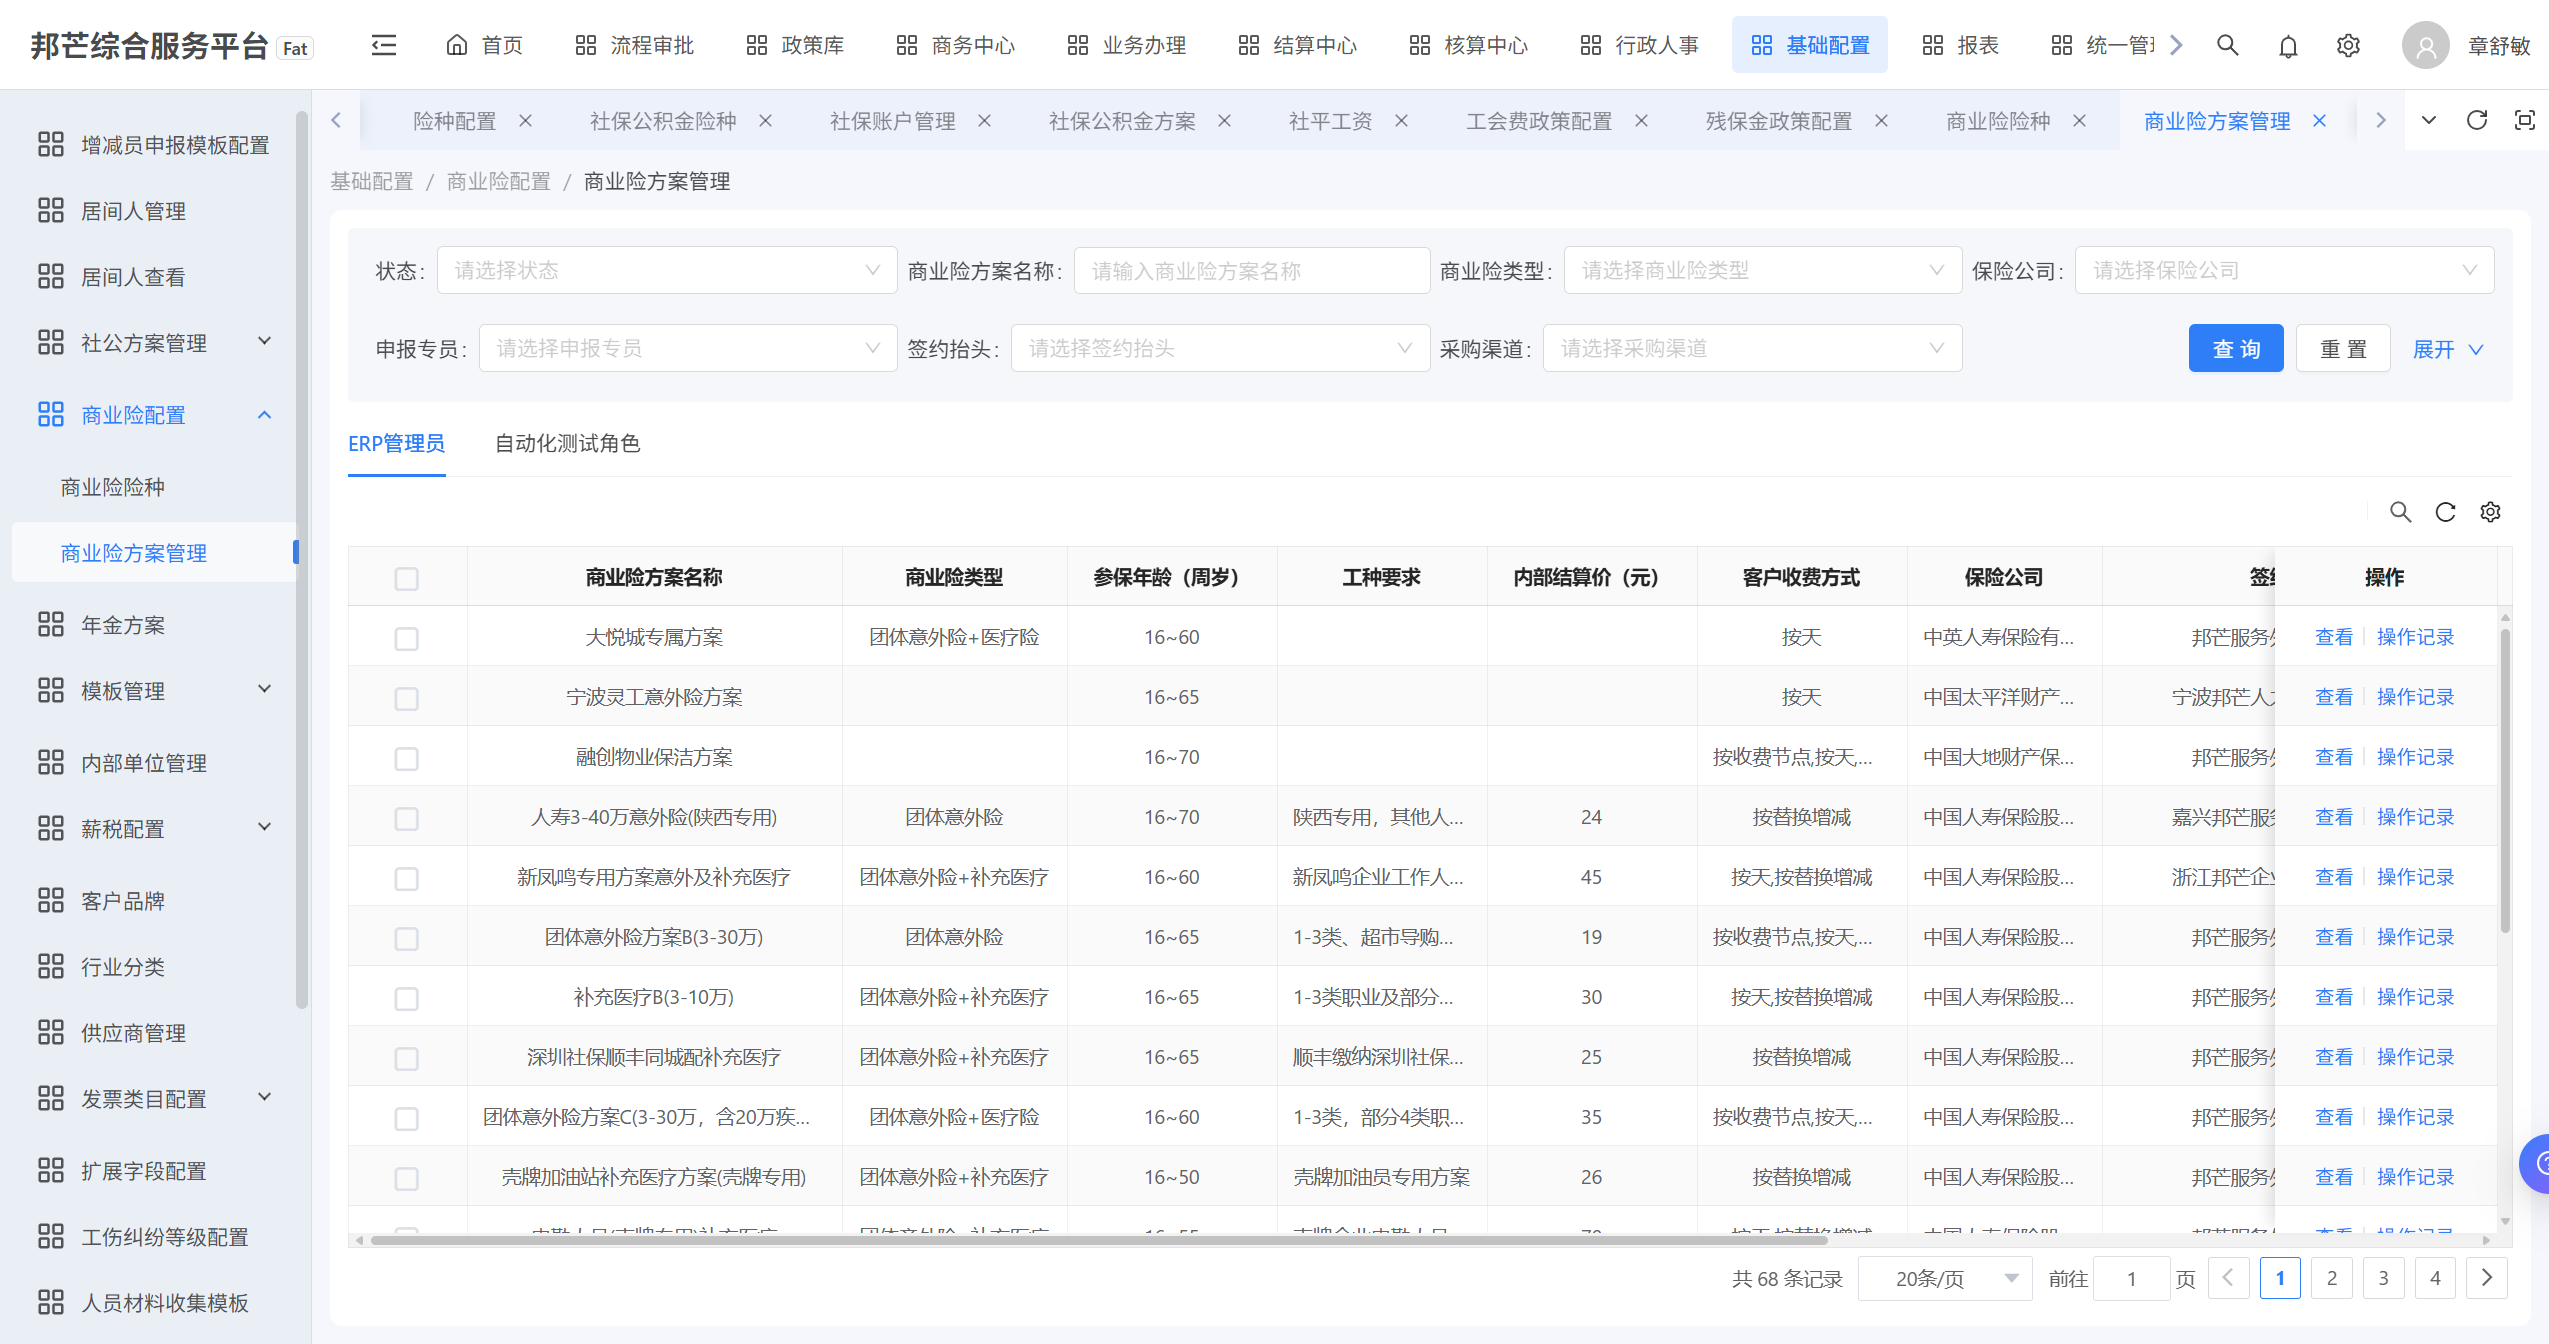 邦芒综合服务平台 Fat 首页 流程审批 政策库 商务中心 业务办理 结算中心 核算中心 行政人事 基础配置 报表 统一管 章舒敏
险种配置 社保公积金险种 社保账户管理 社保公积金方案 社平工资 工会费政策配置 残保金政策配置 商业险险种 商业险方案管理
基础配置 / 商业险配置 / 商业险方案管理
增减员申报模板配置
居间人管理
居间人查看
社公方案管理
商业险配置
商业险险种
商业险方案管理
年金方案
模板管理
内部单位管理
薪税配置
客户品牌
行业分类
供应商管理
发票类目配置
扩展字段配置
工伤纠纷等级配置
人员材料收集模板
状态: 请选择状态 商业险方案名称: 请输入商业险方案名称 商业险类型: 请选择商业险类型 保险公司: 请选择保险公司
申报专员: 请选择申报专员 签约抬头: 请选择签约抬头 采购渠道: 请选择采购渠道 查 询 重 置 展开
ERP管理员 自动化测试角色
商业险方案名称 商业险类型 参保年龄（周岁） 工种要求 内部结算价（元） 客户收费方式 保险公司 操作
大悦城专属方案 团体意外险+医疗险 16~60 按天 中英人寿保险有... 邦芒服务 查看 操作记录
宁波灵工意外险方案 16~65 按天 中国太平洋财产... 宁波邦芒人 查看 操作记录
融创物业保洁方案 16~70 按收费节点,按天,... 中国大地财产保... 邦芒服务 查看 操作记录
人寿3-40万意外险(陕西专用) 团体意外险 16~70 陕西专用，其他人... 24 按替换增减 中国人寿保险股... 嘉兴邦芒服 查看 操作记录
新凤鸣专用方案意外及补充医疗 团体意外险+补充医疗 16~60 新凤鸣企业工作人... 45 按天,按替换增减 中国人寿保险股... 浙江邦芒企 查看 操作记录
团体意外险方案B(3-30万) 团体意外险 16~65 1-3类、超市导购... 19 按收费节点,按天,... 中国人寿保险股... 邦芒服务 查看 操作记录
补充医疗B(3-10万) 团体意外险+补充医疗 16~65 1-3类职业及部分... 30 按天,按替换增减 中国人寿保险股... 邦芒服务 查看 操作记录
深圳社保顺丰同城配补充医疗 团体意外险+补充医疗 16~65 顺丰缴纳深圳社保... 25 按替换增减 中国人寿保险股... 邦芒服务 查看 操作记录
团体意外险方案C(3-30万，含20万疾... 团体意外险+医疗险 16~60 1-3类，部分4类职... 35 按收费节点,按天,... 中国人寿保险股... 邦芒服务 查看 操作记录
壳牌加油站补充医疗方案(壳牌专用) 团体意外险+补充医疗 16~50 壳牌加油员专用方案 26 按替换增减 中国人寿保险股... 邦芒服务 查看 操作记录
共 68 条记录 20条/页 前往 1 页 1 2 3 4